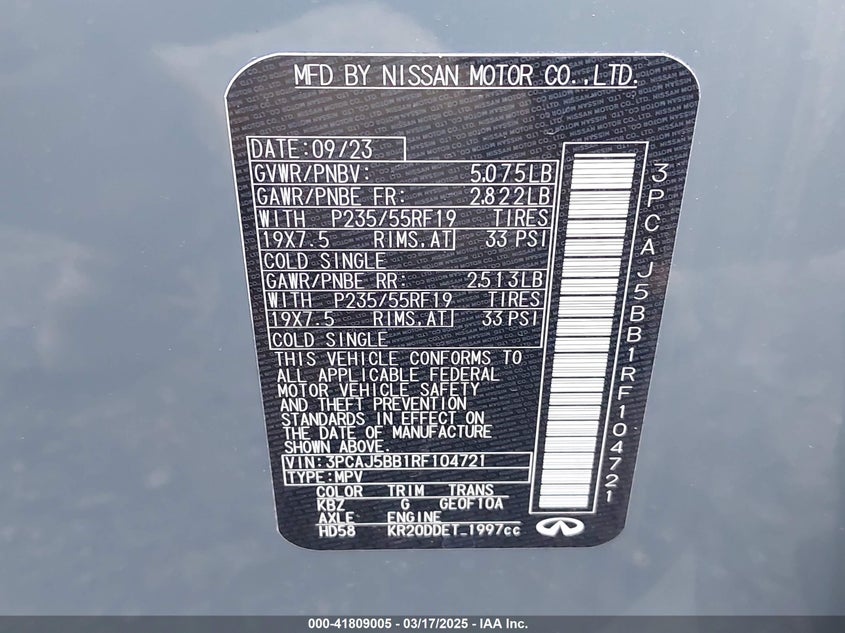 MFD BY NISSAN MOTOR CO.,LTD.
DATE:09/23
GVWR/PNBV: 5.075LB
GAWR/PNBE FR: 2.822LB
WITH P235/55RF19 TIRES
19X7.5 RIMS.AT 33 PSI
COLD SINGLE
GAWR/PNBE RR: 2.513LB
WITH P235/55RF19 TIRES
19X7.5 RIMS.AT 33 PSI
COLD SINGLE
THIS VEHICLE CONFORMS TO
ALL APPLICABLE FEDERAL
MOTOR VEHICLE SAFETY
AND THEFT PREVENTION
STANDARDS IN EFFECT ON
THE DATE OF MANUFACTURE
SHOWN ABOVE.
VIN:3PCAJ5BB1RF104721
TYPE:MPV
COLOR TRIM TRANS
KBZ G GEOF10A
AXLE ENGINE
HD58 KR20DDET_1997cc
3PCAJ5BB1RF104721
000-41809005 - 03/17/2025 - IAA Inc.